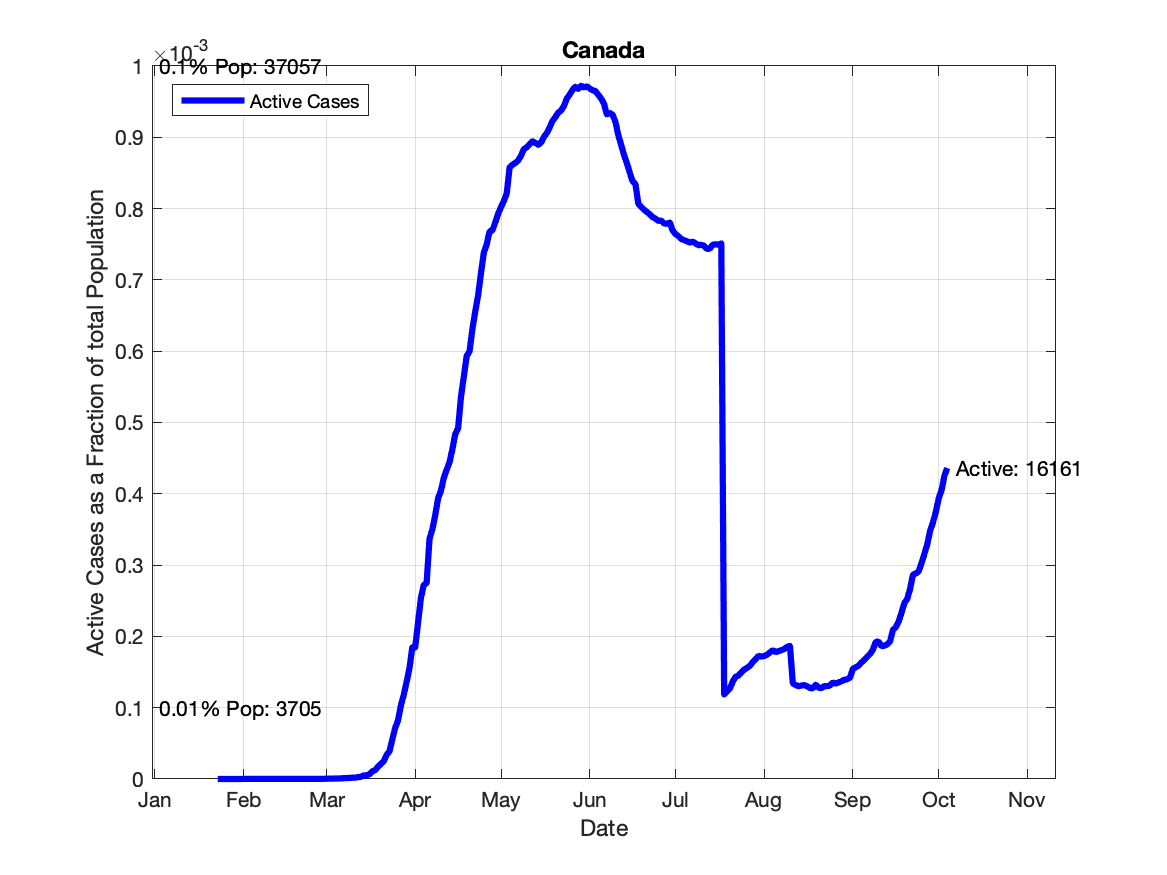 Canada
×10-3
0.1% Pop: 37057
Active Cases
1
0.9
0.8
0.7
0.6
0.5
0.4
0.3
0.2
0.1
0
Active Cases as a Fraction of total Population
Active: 16161
0.01% Pop: 3705
Jan Feb Mar Apr May Jun Jul Aug Sep Oct Nov
Date